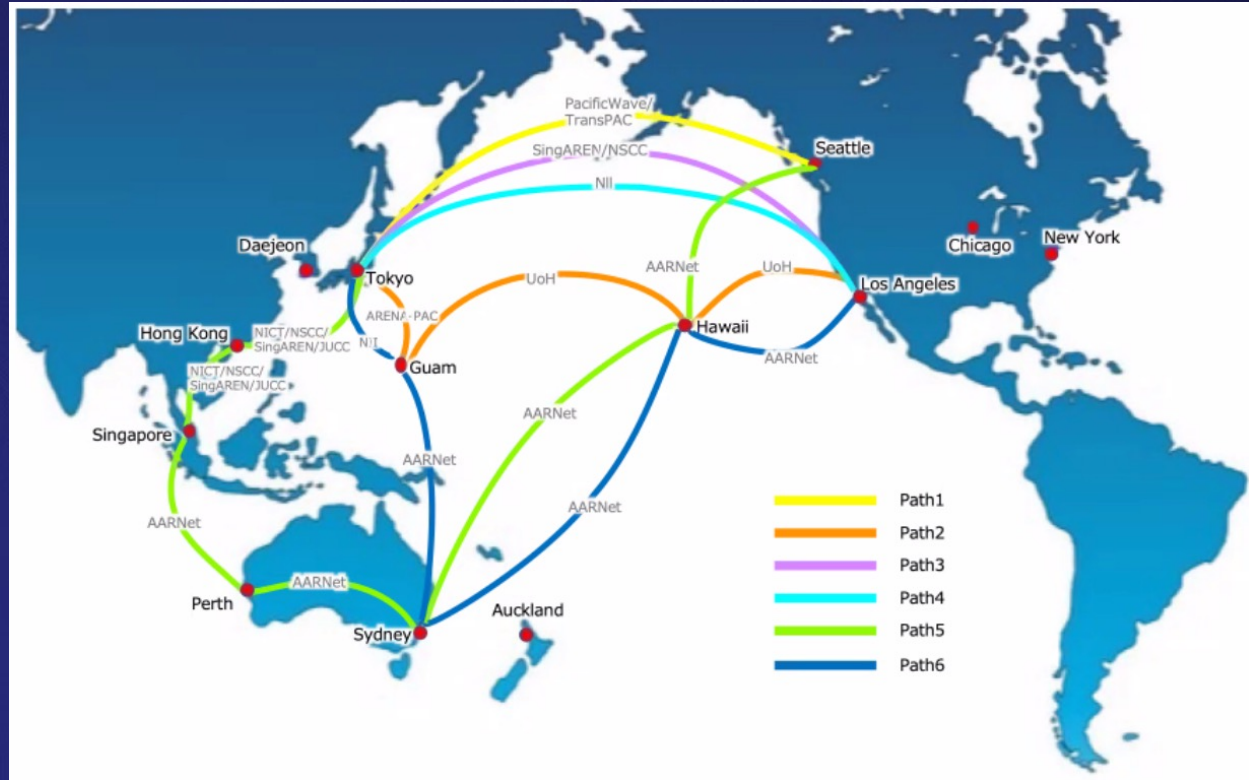 PacificWave/
TransPAC
SingAREN/NSCC
NII
Seattle
Daejeon
Tokyo
Chicago
New York
AARNet
UoH
UoH
Los Angeles
ARENA-PAC
Hawaii
Hong Kong
NICT/NSCC/
SingAREN/JUCC
NII
Guam
AARNet
NICT/NSCC/
SingAREN/JUCC
AARNet
Singapore
AARNet
AARNet
AARNet
Path1
Path2
AARNet
Path3
Perth
Path4
Auckland
Sydney
Path5
Path6